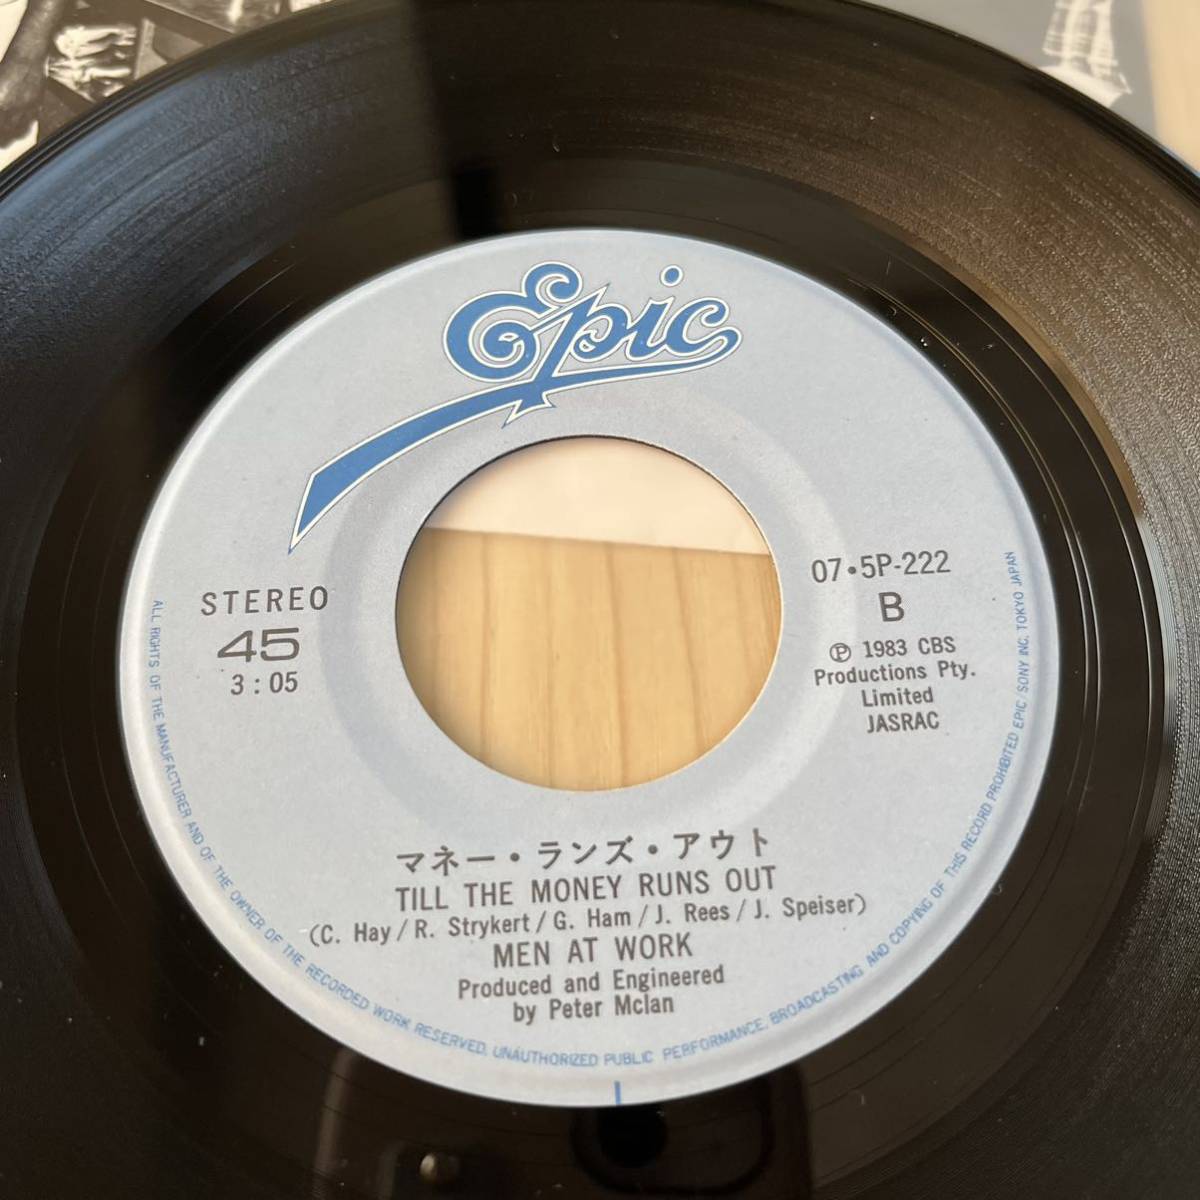 Epic
STEREO
45
3:05
07・5P-222
B
Ⓟ 1983 CBS
Productions Pty.
Limited
JASRAC
マネー・ランズ・アウト
TILL THE MONEY RUNS OUT
(C. Hay/R. Strykert/G. Ham/J. Rees/J. Speiser)
MEN AT WORK
Produced and Engineered
by Peter McIan
ALL RIGHTS OF THE MANUFACTURER AND OF THE OWNER OF THE RECORDED WORK RESERVED. UNAUTHORIZED PUBLIC PERFORMANCE, BROADCASTING AND COPYING OF THIS RECORD PROHIBITED EPIC/SONY INC. TOKYO JAPAN